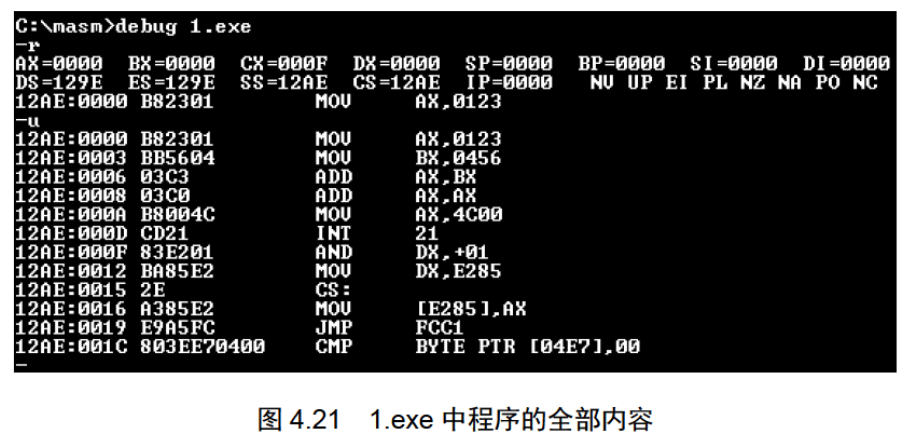 C:\masm>debug 1.exe
-r
AX=0000 BX=0000 CX=000F DX=0000 SP=0000 BP=0000 SI=0000 DI=0000
DS=129E ES=129E SS=12AE CS=12AE IP=0000 NV UP EI PL NZ NA PO NC
12AE:0000 B82301 MOV AX,0123
-u
12AE:0000 B82301 MOV AX,0123
12AE:0003 BB5604 MOV BX,0456
12AE:0006 03C3 ADD AX,BX
12AE:0008 03C0 ADD AX,AX
12AE:000A B8004C MOV AX,4C00
12AE:000D CD21 INT 21
12AE:000F 83E201 AND DX,+01
12AE:0012 BA85E2 MOV DX,E285
12AE:0015 2E CS:
12AE:0016 A385E2 MOV [E285],AX
12AE:0019 E9A5FC JMP FCC1
12AE:001C 803EE70400 CMP BYTE PTR [04E7],00
-
图 4.21 1.exe 中程序的全部内容